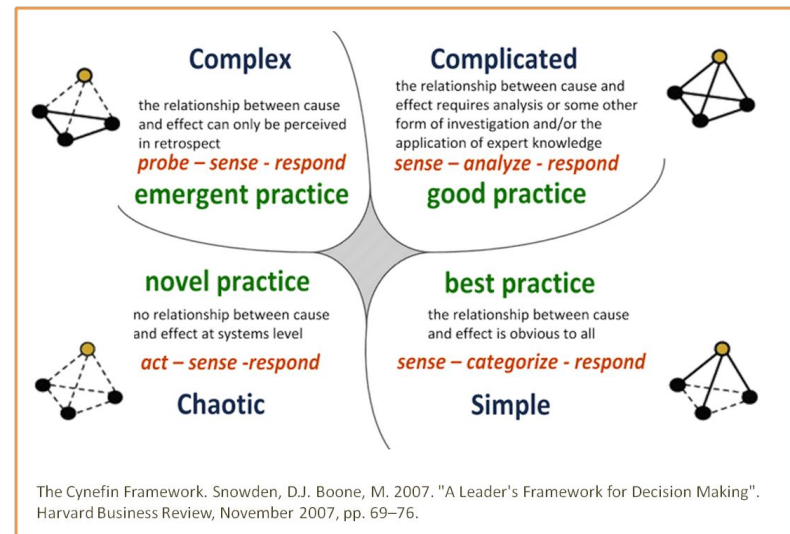 Complex
the relationship between cause
and effect can only be perceived
in retrospect
probe – sense - respond
emergent practice
Complicated
the relationship between cause and
effect requires analysis or some other
form of investigation and/or the
application of expert knowledge
sense – analyze - respond
good practice
novel practice
no relationship between cause
and effect at systems level
act – sense -respond
Chaotic
best practice
the relationship between cause
and effect is obvious to all
sense – categorize - respond
Simple
The Cynefin Framework. Snowden, D.J. Boone, M. 2007. "A Leader's Framework for Decision Making".
Harvard Business Review, November 2007, pp. 69–76.